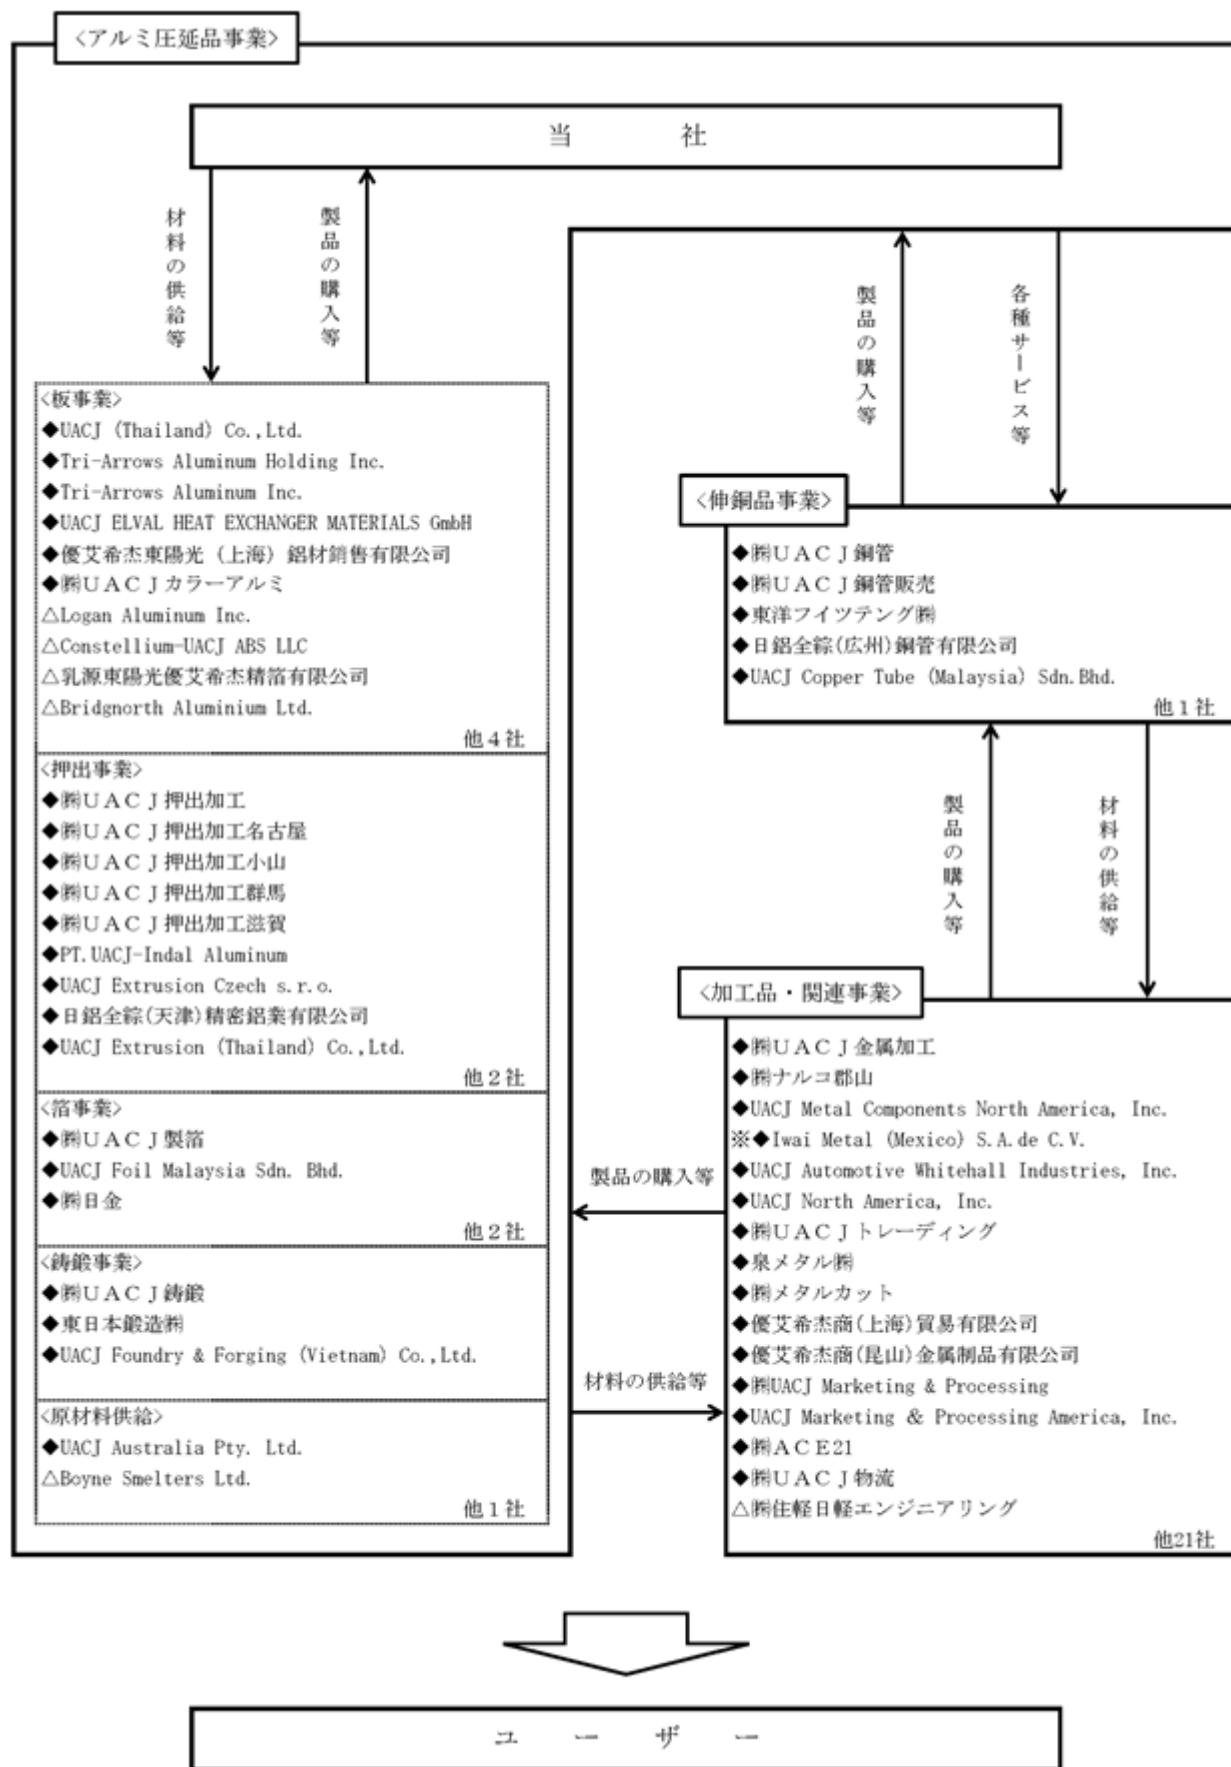 <アルミ圧延品事業>
当社
材料の供給等
製品の購入等
製品の購入等
各種サービス等
<板事業>
◆UACJ (Thailand) Co.,Ltd.
◆Tri-Arrows Aluminum Holding Inc.
◆Tri-Arrows Aluminum Inc.
◆UACJ ELVAL HEAT EXCHANGER MATERIALS GmbH
◆優艾希杰東陽光（上海）鋁材銷售有限公司
◆㈱ＵＡＣＪカラーアルミ
△Logan Aluminum Inc.
△Constellium-UACJ ABS LLC
△乳源東陽光優艾希杰精箔有限公司
△Bridgnorth Aluminium Ltd.
他４社
<押出事業>
◆㈱ＵＡＣＪ押出加工
◆㈱ＵＡＣＪ押出加工名古屋
◆㈱ＵＡＣＪ押出加工小山
◆㈱ＵＡＣＪ押出加工群馬
◆㈱ＵＡＣＪ押出加工滋賀
◆PT.UACJ-Indal Aluminum
◆UACJ Extrusion Czech s.r.o.
◆日鋁全綜(天津)精密鋁業有限公司
◆UACJ Extrusion (Thailand) Co.,Ltd.
他２社
<箔事業>
◆㈱ＵＡＣＪ製箔
◆UACJ Foil Malaysia Sdn. Bhd.
◆㈱日金
他２社
<鋳鍛事業>
◆㈱ＵＡＣＪ鋳鍛
◆東日本鍛造㈱
◆UACJ Foundry & Forging (Vietnam) Co.,Ltd.
<原材料供給>
◆UACJ Australia Pty. Ltd.
△Boyne Smelters Ltd.
他１社
<伸銅品事業>
◆㈱ＵＡＣＪ銅管
◆㈱ＵＡＣＪ銅管販売
◆東洋フイツテング㈱
◆日鋁全綜(広州)銅管有限公司
◆UACJ Copper Tube (Malaysia) Sdn.Bhd.
他１社
製品の購入等
材料の供給等
<加工品・関連事業>
◆㈱ＵＡＣＪ金属加工
◆㈱ナルコ郡山
◆UACJ Metal Components North America, Inc.
※◆Iwai Metal (Mexico) S.A.de C.V.
◆UACJ Automotive Whitehall Industries, Inc.
◆UACJ North America, Inc.
◆㈱ＵＡＣＪトレーディング
◆泉メタル㈱
◆㈱メタルカット
◆優艾希杰商(上海)貿易有限公司
◆優艾希杰商(昆山)金属制品有限公司
◆㈱UACJ Marketing & Processing
◆UACJ Marketing ＆ Processing America, Inc.
◆㈱ＡＣＥ21
◆㈱ＵＡＣＪ物流
△㈱住軽日軽エンジニアリング
他21社
製品の購入等
材料の供給等
ユーザー